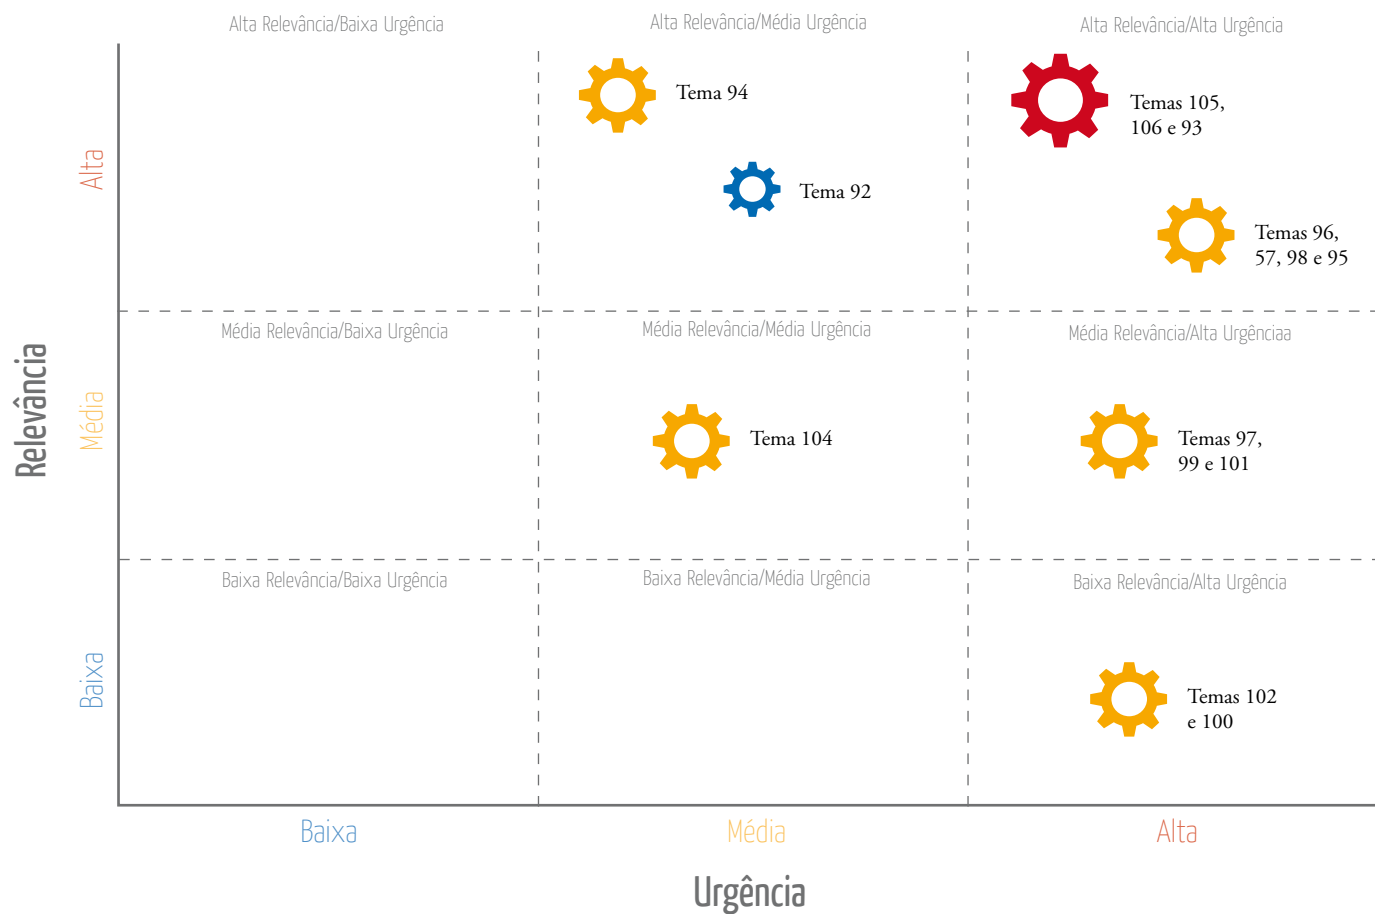 Alta Relevância/Baixa Urgência
Alta Relevância/Média Urgência
Alta Relevância/Alta Urgência
Tema 94
Temas 105,
106 e 93
Tema 92
Temas 96,
57, 98 e 95
Alta
Média Relevância/Baixa Urgência
Média Relevância/Média Urgência
Média Relevância/Alta Urgênciaa
Relevância
Média
Tema 104
Temas 97,
99 e 101
Baixa Relevância/Baixa Urgência
Baixa Relevância/Média Urgência
Baixa Relevância/Alta Urgência
Baixa
Temas 102
e 100
Baixa
Média
Alta
Urgência